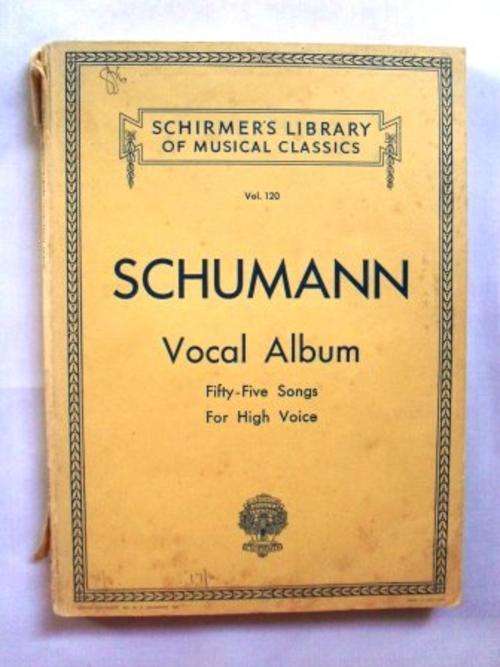 SCHIRMER'S LIBRARY
OF MUSICAL CLASSICS
Vol. 120
SCHUMANN
Vocal Album
Fifty-Five Songs
For High Voice